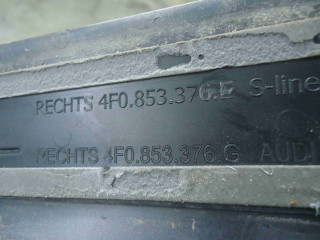 RECHTS 4F0.853.376.E S-line
RECHTS 4F0.853.376.G AUDI